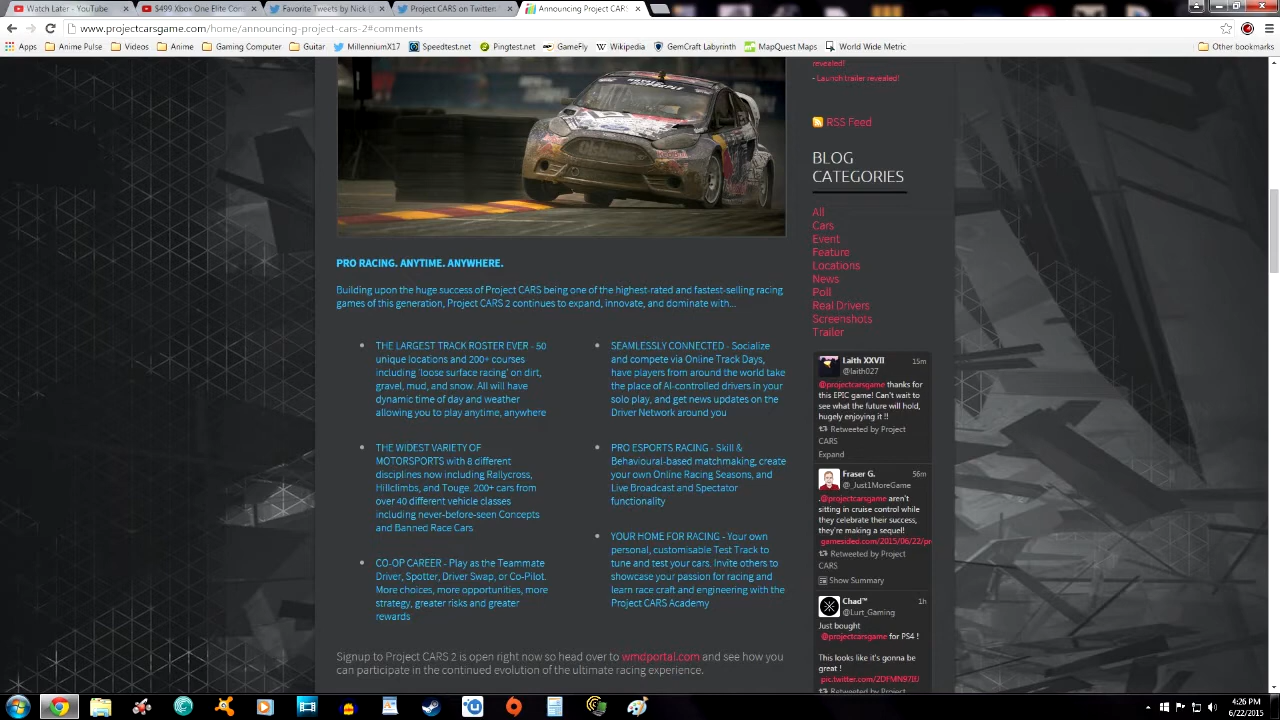 Watch Later - YouTube
$499 Xbox One Elite Con
Favorite Tweets by Nick (
Project CARS on Twitter:
Announcing Project CARS
www.projectcarsgame.com/home/announcing-project-cars-2#comments
Apps Anime Pulse Videos Anime Gaming Computer Guitar MillenniumX17 Speedtest.net Pingtest.net GameFly Wikipedia GemCraft Labyrinth MapQuest Maps World Wide Metric Other bookmarks
revealed!
- Launch trailer revealed!
RSS Feed
BLOG
CATEGORIES
All
Cars
Event
Feature
Locations
News
Poll
Real Drivers
Screenshots
Trailer
PRO RACING. ANYTIME. ANYWHERE.
Building upon the huge success of Project CARS being one of the highest-rated and fastest-selling racing
games of this generation, Project CARS 2 continues to expand, innovate, and dominate with...
THE LARGEST TRACK ROSTER EVER - 50
unique locations and 200+ courses
including 'loose surface racing' on dirt,
gravel, mud, and snow. All will have
dynamic time of day and weather
allowing you to play anytime, anywhere
THE WIDEST VARIETY OF
MOTORSPORTS with 8 different
disciplines now including Rallycross,
Hillclimbs, and Touge. 200+ cars from
over 40 different vehicle classes
including never-before-seen Concepts
and Banned Race Cars
CO-OP CAREER - Play as the Teammate
Driver, Spotter, Driver Swap, or Co-Pilot.
More choices, more opportunities, more
strategy, greater risks and greater
rewards
SEAMLESSLY CONNECTED - Socialize
and compete via Online Track Days,
have players from around the world take
the place of AI-controlled drivers in your
solo play, and get news updates on the
Driver Network around you
PRO ESPORTS RACING - Skill &
Behavioural-based matchmaking, create
your own Online Racing Seasons, and
Live Broadcast and Spectator
functionality
YOUR HOME FOR RACING - Your own
personal, customisable Test Track to
tune and test your cars. Invite others to
showcase your passion for racing and
learn race craft and engineering with the
Project CARS Academy
Signup to Project CARS 2 is open right now so head over to wmdportal.com and see how you
can participate in the continued evolution of the ultimate racing experience.
Laith XXVII 15m
@laith027
@projectcarsgame thanks for
this EPIC game! Can't wait to
see what the future will hold,
hugely enjoying it !!
Retweeted by Project
CARS
Expand
Fraser G. 56m
@_Just1MoreGame
.@projectcarsgame aren't
sitting in cruise control while
they celebrate their success,
they're making a sequel!
gamesided.com/2015/06/22/pr
Retweeted by Project
CARS
Show Summary
Chad™ 1h
@Lurt_Gaming
Just bought
@projectcarsgame for PS4 !
This looks like it's gonna be
great !
Retweeted by Project
4:26 PM
6/22/2015